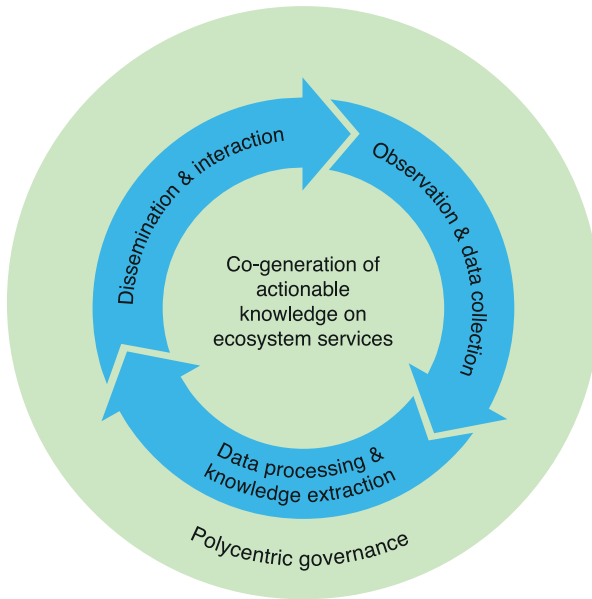 Dissemination & interaction
Observation & data collection
Co-generation of
actionable
knowledge on
ecosystem services
Data processing &
knowledge extraction
Polycentric governance